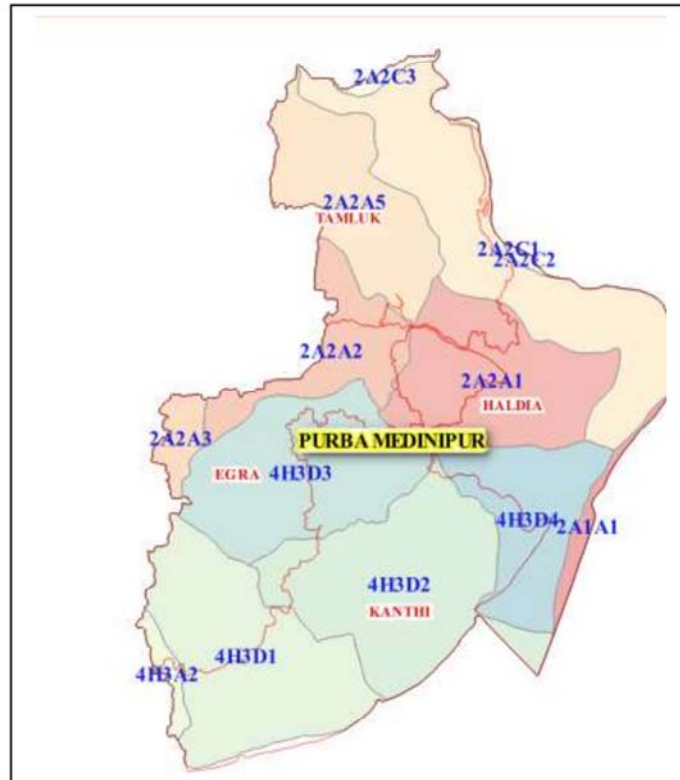 2A2C3
2A2A5
TAMLUK
2A2C1
2A2C2
2A2A2
2A2A1
HALDIA
2A2A3
PURBA MEDINIPUR
EGRA
4H3D3
4H3D4
2A1A1
4H3D2
KANTHI
4H3D1
4H3A2